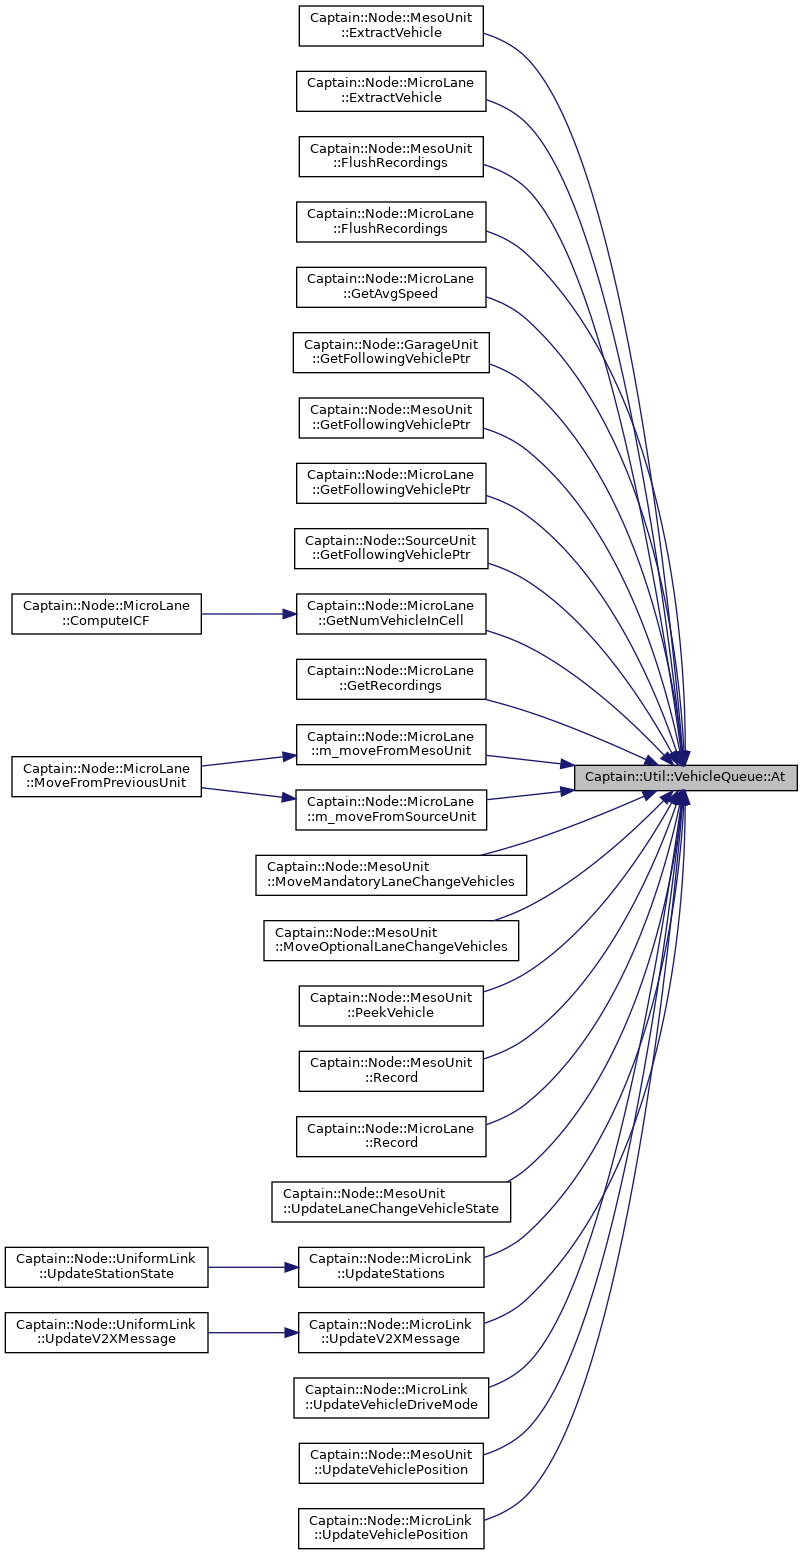 Captain::Node::MesoUnit
::ExtractVehicle
Captain::Node::MicroLane
::ExtractVehicle
Captain::Node::MesoUnit
::FlushRecordings
Captain::Node::MicroLane
::FlushRecordings
Captain::Node::MicroLane
::GetAvgSpeed
Captain::Node::GarageUnit
::GetFollowingVehiclePtr
Captain::Node::MesoUnit
::GetFollowingVehiclePtr
Captain::Node::MicroLane
::GetFollowingVehiclePtr
Captain::Node::SourceUnit
::GetFollowingVehiclePtr
Captain::Node::MicroLane
::ComputeICF
Captain::Node::MicroLane
::GetNumVehicleInCell
Captain::Node::MicroLane
::GetRecordings
Captain::Node::MicroLane
::m_moveFromMesoUnit
Captain::Node::MicroLane
::MoveFromPreviousUnit
Captain::Util::VehicleQueue::At
Captain::Node::MicroLane
::m_moveFromSourceUnit
Captain::Node::MesoUnit
::MoveMandatoryLaneChangeVehicles
Captain::Node::MesoUnit
::MoveOptionalLaneChangeVehicles
Captain::Node::MesoUnit
::PeekVehicle
Captain::Node::MesoUnit
::Record
Captain::Node::MicroLane
::Record
Captain::Node::MesoUnit
::UpdateLaneChangeVehicleState
Captain::Node::UniformLink
::UpdateStationState
Captain::Node::MicroLink
::UpdateStations
Captain::Node::UniformLink
::UpdateV2XMessage
Captain::Node::MicroLink
::UpdateV2XMessage
Captain::Node::MicroLink
::UpdateVehicleDriveMode
Captain::Node::MesoUnit
::UpdateVehiclePosition
Captain::Node::MicroLink
::UpdateVehiclePosition